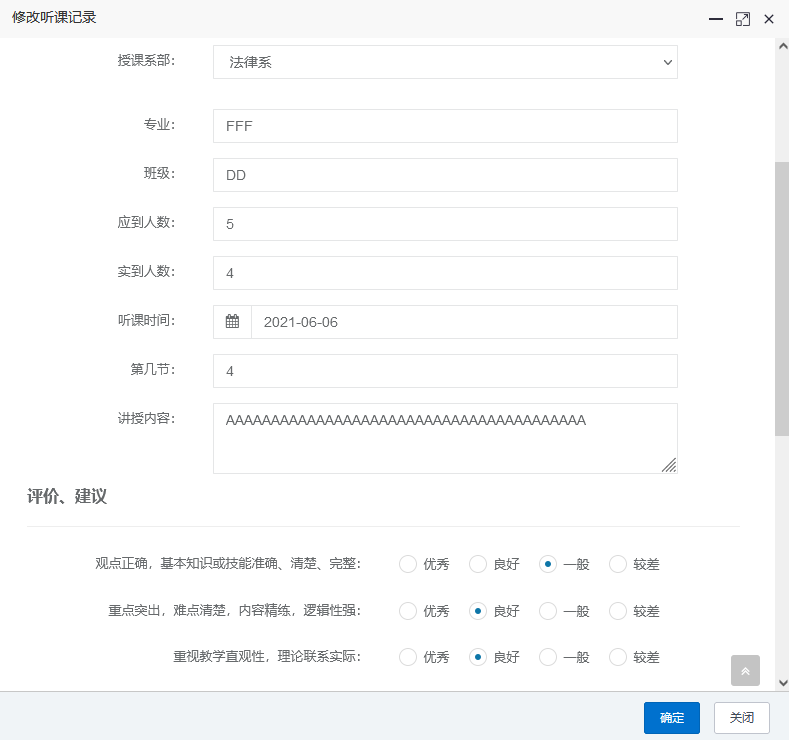 修改听课记录
授课系部： 法律系
专业： FFF
班级： DD
应到人数： 5
实到人数： 4
听课时间： 2021-06-06
第几节： 4
讲授内容： AAAAAAAAAAAAAAAAAAAAAAAAAAAAAAAAAAAAAAAA
评价、建议
观点正确，基本知识或技能准确、清楚、完整： 优秀 良好 一般 较差
重点突出，难点清楚，内容精练，逻辑性强： 优秀 良好 一般 较差
重视教学直观性，理论联系实际： 优秀 良好 一般 较差
确定 关闭